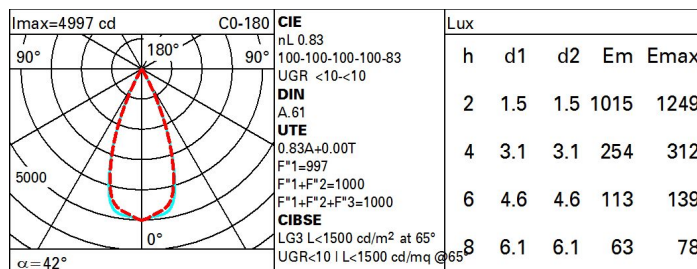 Imax=4997 cd C0-180
90° 180° 90°
5000
0°
α=42°
CIE
nL 0.83
100-100-100-100-83
UGR <10-<10
DIN
A.61
UTE
0.83A+0.00T
F"1=997
F"1+F"2=1000
F"1+F"2+F"3=1000
CIBSE
LG3 L<1500 cd/m² at 65°
UGR<10 | L<1500 cd/mq @65°
Lux
h d1 d2 Em Emax
2 1.5 1.5 1015 1249
4 3.1 3.1 254 312
6 4.6 4.6 113 139
8 6.1 6.1 63 78